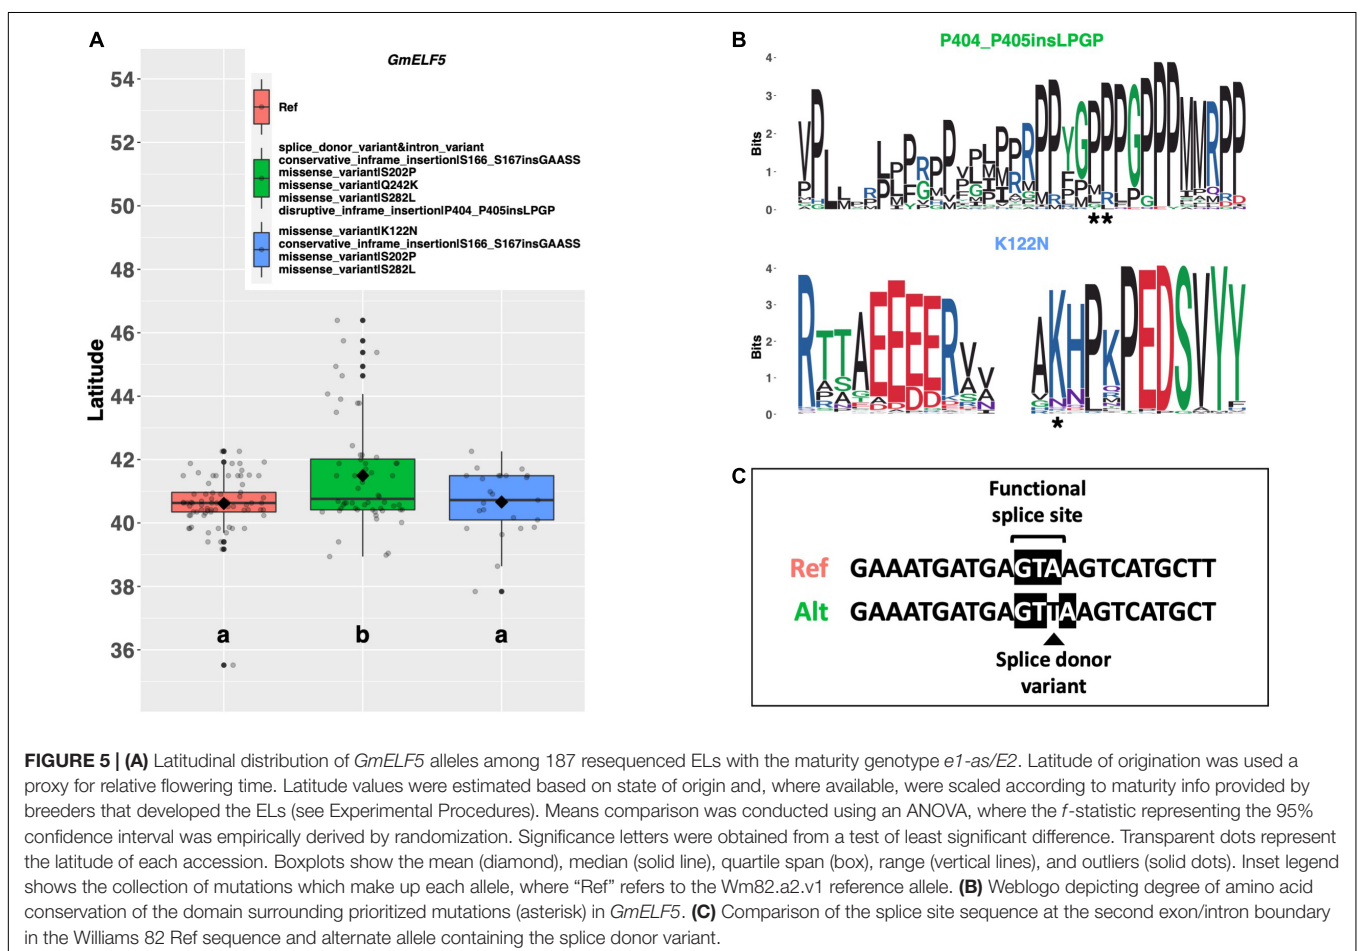 A
GmELF5
Ref
splice_donor_variant&intron_variant
conservative_inframe_insertion|S166_S167insGAASS
missense_variant|S202P
missense_variant|Q242K
missense_variant|S282L
disruptive_inframe_insertion|P404_P405insLPGP
missense_variant|K122N
conservative_inframe_insertion|S166_S167insGAASS
missense_variant|S202P
missense_variant|S282L
Latitude
54
52
50
48
46
44
42
40
38
36
a
b
a
B
P404_P405insLPGP
Bits
4
3
2
1
0
**
K122N
Bits
4
3
2
1
0
*
C
Functional
splice site
Ref GAAATGATGAGTAAGTCATGCTT
Alt GAAATGATGAGTTAAGTCATGCT
Splice donor
variant
FIGURE 5 | (A) Latitudinal distribution of GmELF5 alleles among 187 resequenced ELs with the maturity genotype e1-as/E2. Latitude of origination was used a
proxy for relative flowering time. Latitude values were estimated based on state of origin and, where available, were scaled according to maturity info provided by
breeders that developed the ELs (see Experimental Procedures). Means comparison was conducted using an ANOVA, where the f-statistic representing the 95%
confidence interval was empirically derived by randomization. Significance letters were obtained from a test of least significant difference. Transparent dots represent
the latitude of each accession. Boxplots show the mean (diamond), median (solid line), quartile span (box), range (vertical lines), and outliers (solid dots). Inset legend
shows the collection of mutations which make up each allele, where “Ref” refers to the Wm82.a2.v1 reference allele. (B) Weblogo depicting degree of amino acid
conservation of the domain surrounding prioritized mutations (asterisk) in GmELF5. (C) Comparison of the splice site sequence at the second exon/intron boundary
in the Williams 82 Ref sequence and alternate allele containing the splice donor variant.